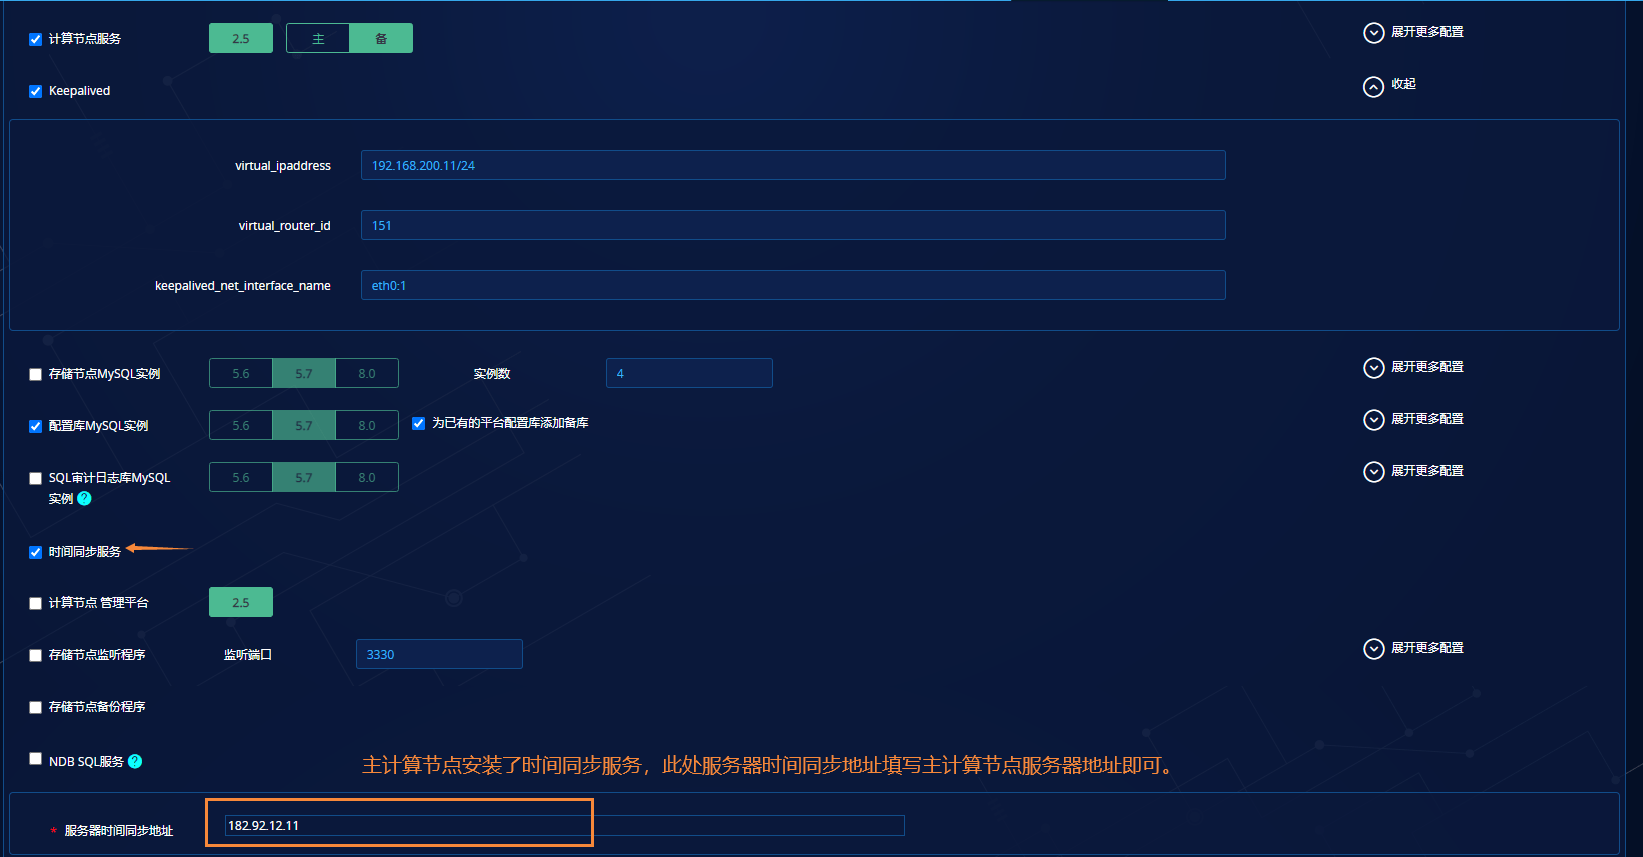 计算节点服务 2.5 主 备 展开更多配置
Keepalived 收起
virtual_ipaddress 192.168.200.11/24
virtual_router_id 151
keepalived_net_interface_name eth0:1
存储节点MySQL实例 5.6 5.7 8.0 实例数 4 展开更多配置
配置库MySQL实例 5.6 5.7 8.0 为已有的平台配置库添加备库 展开更多配置
SQL审计日志库MySQL 5.6 5.7 8.0 展开更多配置
实例 ?
时间同步服务
计算节点 管理平台 2.5
存储节点监听程序 监听端口 3330 展开更多配置
存储节点备份程序
NDB SQL服务 ?
主计算节点安装了时间同步服务，此处服务器时间同步地址填写主计算节点服务器地址即可。
* 服务器时间同步地址 182.92.12.11